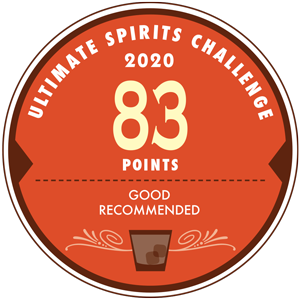 ULTIMATE SPIRITS CHALLENGE
2020
83
POINTS
GOOD
RECOMMENDED